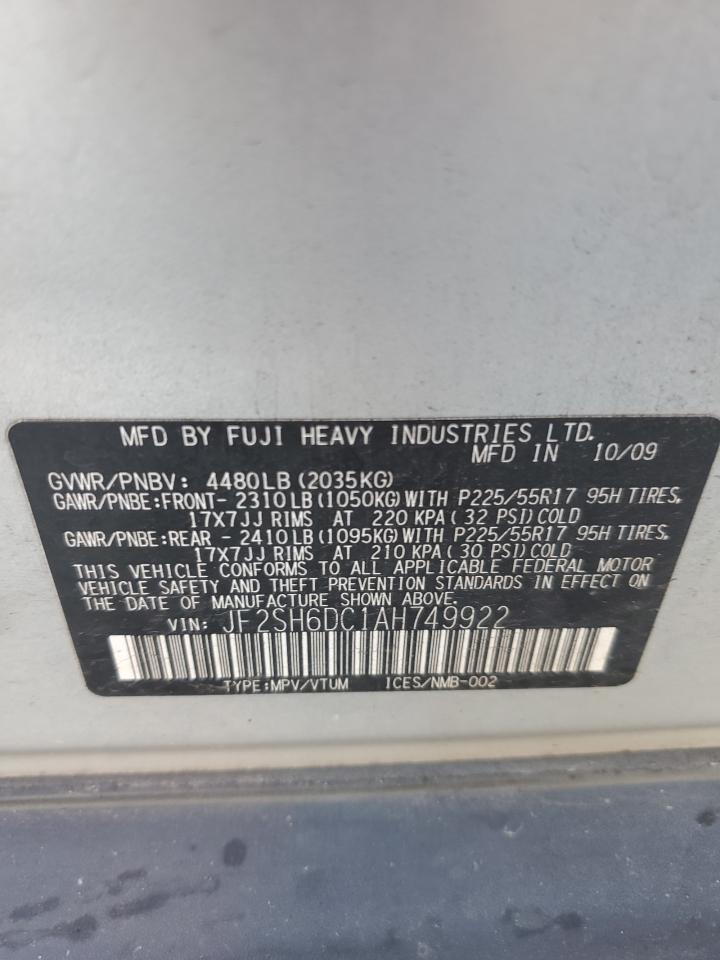 MFD BY FUJI HEAVY INDUSTRIES LTD.
MFD IN 10/09
GVWR/PNBV: 4480LB (2035KG)
GAWR/PNBE:FRONT- 2310LB(1050KG)WITH P225/55R17 95H TIRES,
17X7JJ RIMS AT 220 KPA( 32 PSI)COLD
GAWR/PNBE:REAR - 2410LB(1095KG)WITH P225/55R17 95H TIRES,
17X7JJ RIMS AT 210 KPA( 30 PSI)COLD
THIS VEHICLE CONFORMS TO ALL APPLICABLE FEDERAL MOTOR
VEHICLE SAFETY AND THEFT PREVENTION STANDARDS IN EFFECT ON
THE DATE OF MANUFACTURE SHOWN ABOVE.
VIN: JF2SH6DC1AH749922
TYPE:MPV/VTUM ICES/NMB-002